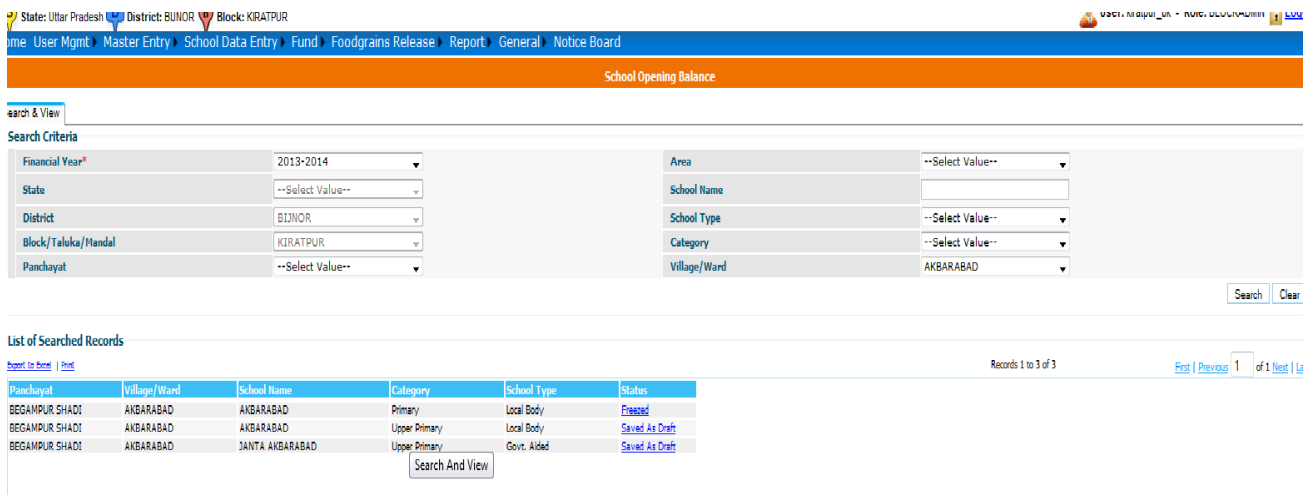 State: Uttar Pradesh District: BIJNOR Block: KIRATPUR
User: kiratpur_bk - Role: BLOCKADMIN
User Mgmt Master Entry School Data Entry Fund Foodgrains Release Report General Notice Board
School Opening Balance
earch & View
Search Criteria
Financial Year* 2013-2014 Area --Select Value--
State --Select Value-- School Name
District BIJNOR School Type --Select Value--
Block/Taluka/Mandal KIRATPUR Category --Select Value--
Panchayat --Select Value-- Village/Ward AKBARABAD
Search Clear
List of Searched Records
Export to Excel | Print Records 1 to 3 of 3 First | Previous 1 of 1 Next | La
Panchayat Village/Ward School Name Category School Type Status
BEGAMPUR SHADI AKBARABAD AKBARABAD Primary Local Body Freezed
BEGAMPUR SHADI AKBARABAD AKBARABAD Upper Primary Local Body Saved As Draft
BEGAMPUR SHADI AKBARABAD JANTA AKBARABAD Upper Primary Govt. Aided Saved As Draft
Search And View